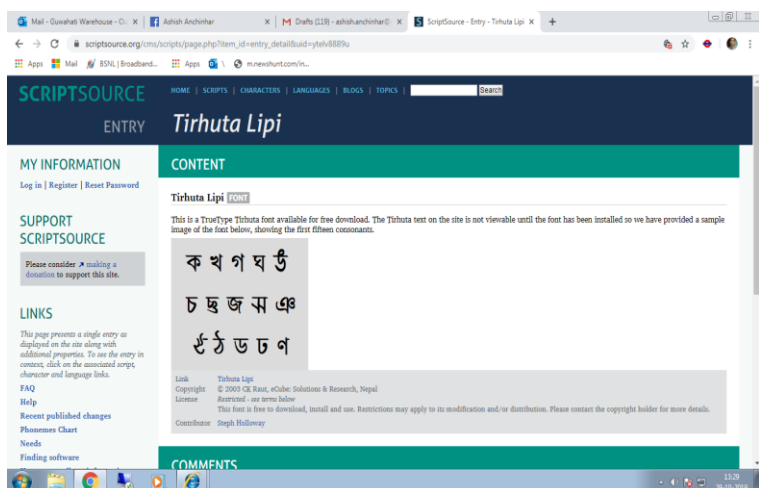 Mail - Guwahati Warehouse - Ou
Ashish Anchinhar
Drafts (119) - ashish.anchinhar@
ScriptSource - Entry - Tirhuta Lipi
scriptsource.org/cms/scripts/page.php?item_id=entry_detail&uid=ytelv8889u
Apps Mail BSNL | Broadband... Apps \ m.newshunt.com/in...
SCRIPTSOURCE
HOME | SCRIPTS | CHARACTERS | LANGUAGES | BLOGS | TOPICS | Search
ENTRY
Tirhuta Lipi
MY INFORMATION
Log in | Register | Reset Password
SUPPORT
SCRIPTSOURCE
Please consider making a
donation to support this site.
LINKS
This page presents a single entry as
displayed on the site along with
additional properties. To see the entry in
context, click on the associated script,
character and language links.
FAQ
Help
Recent published changes
Phonemes Chart
Needs
Finding software
CONTENT
Tirhuta Lipi FONT
This is a TrueType Tirhuta font available for free download. The Tirhuta text on the site is not viewable until the font has been installed so we have provided a sample
image of the font below, showing the first fifteen consonants.
𑒏 𑒐 𑒑 𑒒 𑒓
𑒔 𑒕 𑒖 𑒗 𑒘
𑒙 𑒚 𑒛 𑒜 𑒝
Link Tirhuta Lipi
Copyright © 2003 CK Raut, eCube: Solutions & Research, Nepal
License Restricted - see terms below
This font is free to download, install and use. Restrictions may apply to its modification and/or distribution. Please contact the copyright holder for more details.
Contributor Steph Holloway
COMMENTS
13:29